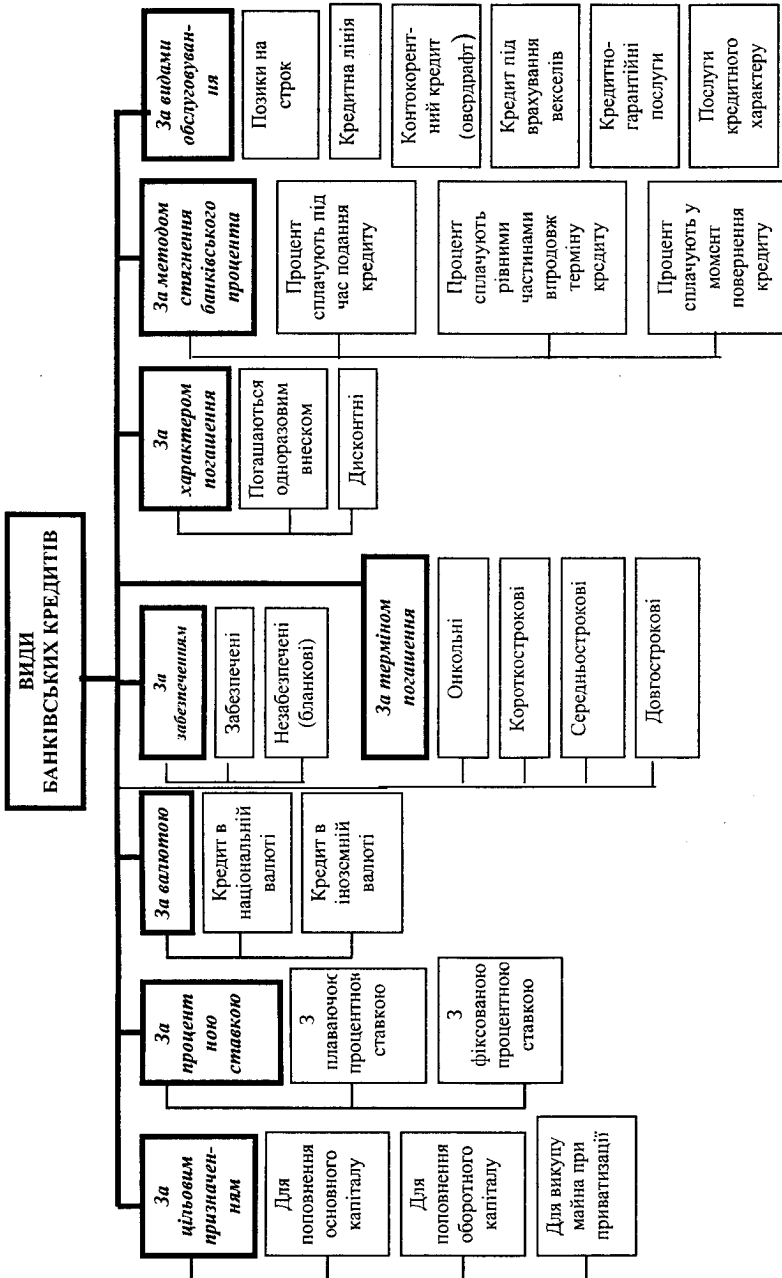 ВИДИ
БАНКІВСЬКИХ КРЕДИТІВ
За
цільовим
призначен-
ням
Для
поповнення
основного
капіталу
Для
поповнення
оборотного
капіталу
Для викупу
майна при
приватизації
За
процент
ною
ставкою
З
плаваючою
процентною
ставкою
З
фіксованою
процентною
ставкою
За валютою
Кредит в
національній
валюті
Кредит в
іноземній
валюті
За
забезпеченням
Забезпечені
Незабезпечені
(бланкові)
За терміном
погашення
Онкольні
Короткострокові
Середньострокові
Довгострокові
За
характером
погашення
Погашаються
одноразовим
внеском
Дисконтні
За методом
стягнення
банківського
процента
Процент
сплачують під
час подання
кредиту
Процент
сплачують
рівними
частинами
впродовж
терміну
кредиту
Процент
сплачують у
момент
повернення
кредиту
За видами
обслуговуван-
ня
Позики на
строк
Кредитна лінія
Контокорент-
ний кредит
(овердрафт)
Кредит під
врахування
векселів
Кредитно-
гарантійні
послуги
Послуги
кредитного
характеру